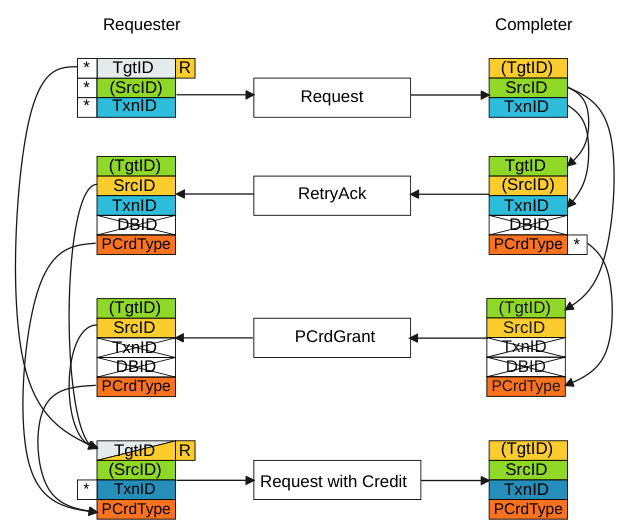 Requester
Completer
* TgtID R
* (SrcID)
* TxnID
Request
(TgtID)
SrcID
TxnID
(TgtID)
SrcID
TxnID
DBID
PCrdType
RetryAck
TgtID
(SrcID)
TxnID
DBID
PCrdType *
(TgtID)
SrcID
TxnID
DBID
PCrdType
PCrdGrant
(TgtID)
SrcID
TxnID
DBID
PCrdType
TgtID R
(SrcID)
* TxnID
PCrdType
Request with Credit
(TgtID)
SrcID
TxnID
PCrdType